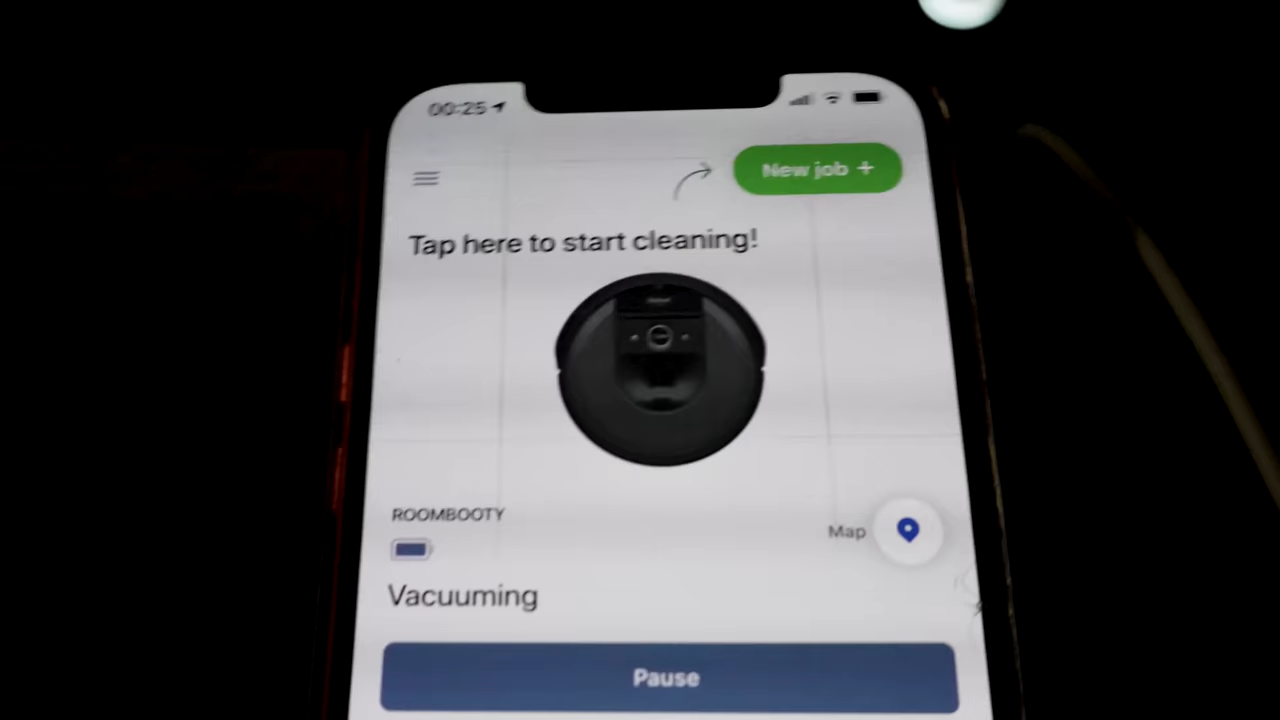 00:25
New job +
Tap here to start cleaning!
ROOMBOOTY
Map
Vacuuming
Pause